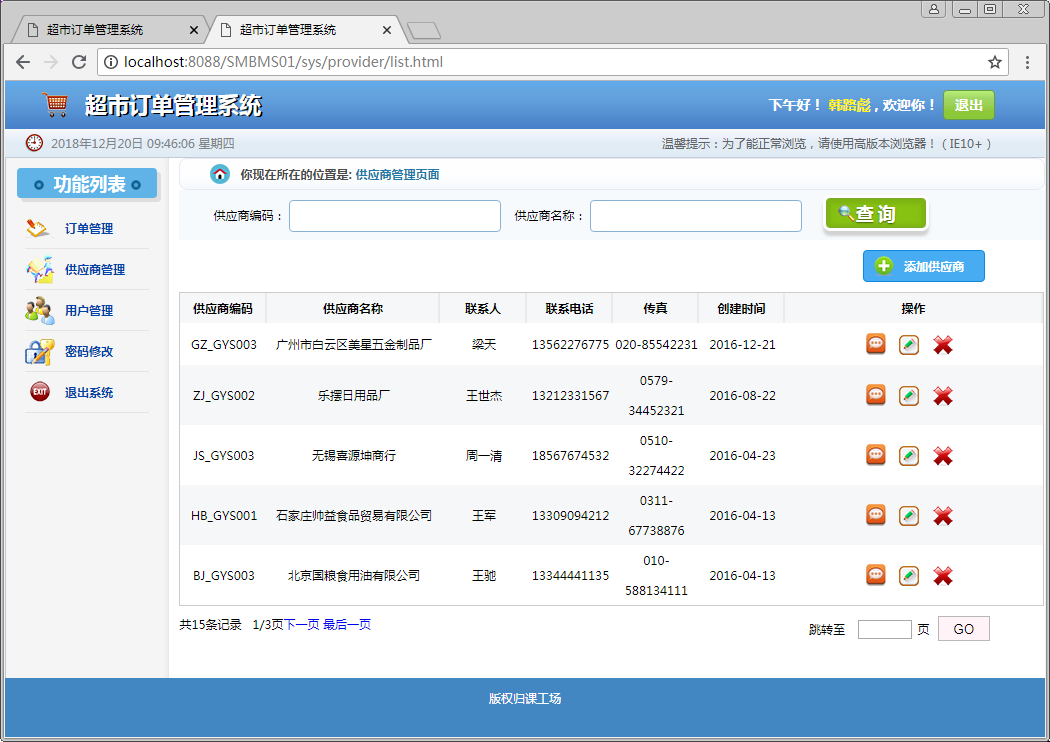 超市订单管理系统 超市订单管理系统
localhost:8088/SMBMS01/sys/provider/list.html
超市订单管理系统 下午好！ 韩路彪 , 欢迎你！ 退出
2018年12月20日 09:46:06 星期四 温馨提示：为了能正常浏览，请使用高版本浏览器！（IE10+）
功能列表
订单管理
供应商管理
用户管理
密码修改
EXIT 退出系统
你现在所在的位置是: 供应商管理页面
供应商编码： 供应商名称： 查 询
添加供应商
供应商编码 供应商名称 联系人 联系电话 传真 创建时间 操作
GZ_GYS003 广州市白云区美星五金制品厂 梁天 13562276775 020-85542231 2016-12-21
ZJ_GYS002 乐摆日用品厂 王世杰 13212331567 0579-34452321 2016-08-22
JS_GYS003 无锡喜源坤商行 周一清 18567674532 0510-32274422 2016-04-23
HB_GYS001 石家庄帅益食品贸易有限公司 王军 13309094212 0311-67738876 2016-04-13
BJ_GYS003 北京国粮食用油有限公司 王驰 13344441135 010-588134111 2016-04-13
共15条记录 1/3页下一页 最后一页 跳转至 页 GO
版权归课工场